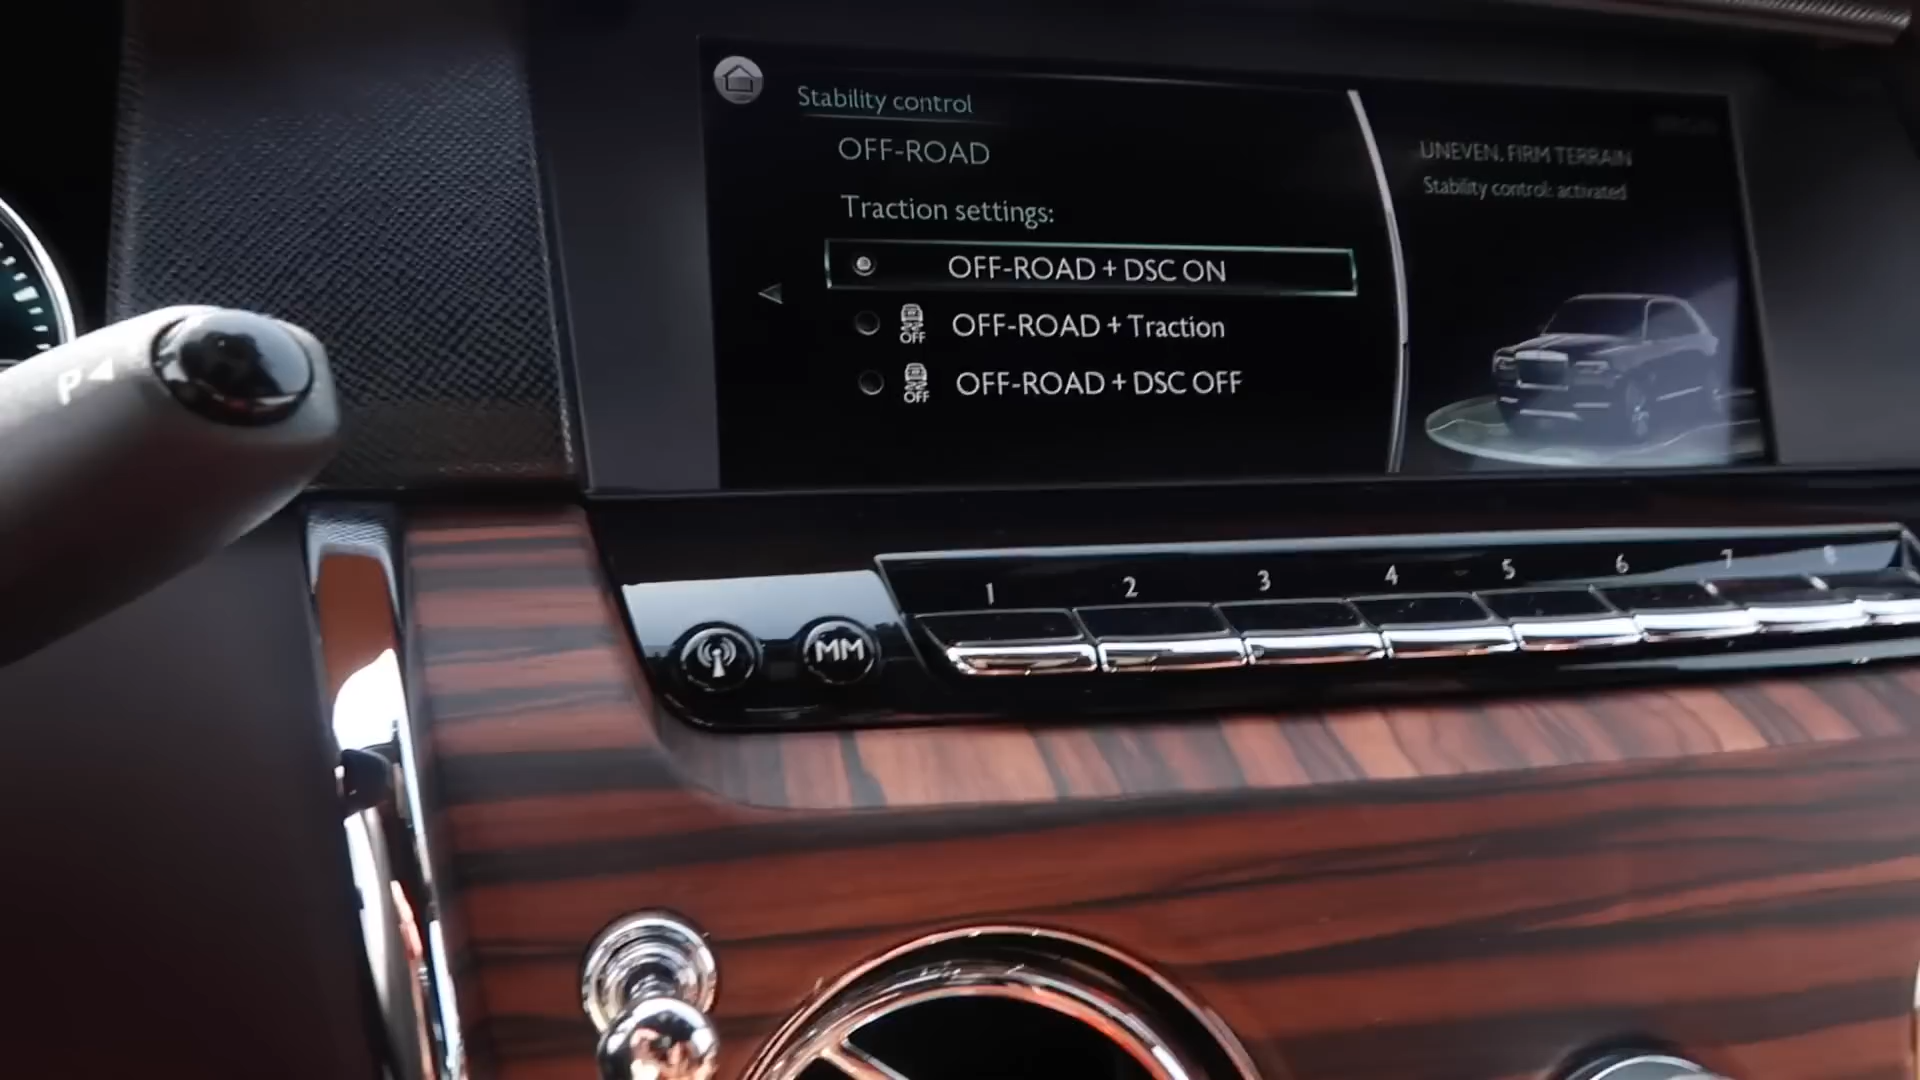 Stability control
OFF-ROAD
Traction settings:
OFF-ROAD + DSC ON
OFF OFF-ROAD + Traction
OFF OFF-ROAD + DSC OFF
UNEVEN, FIRM TERRAIN
Stability control: activated
P
1 2 3 4 5 6 7 8
MM